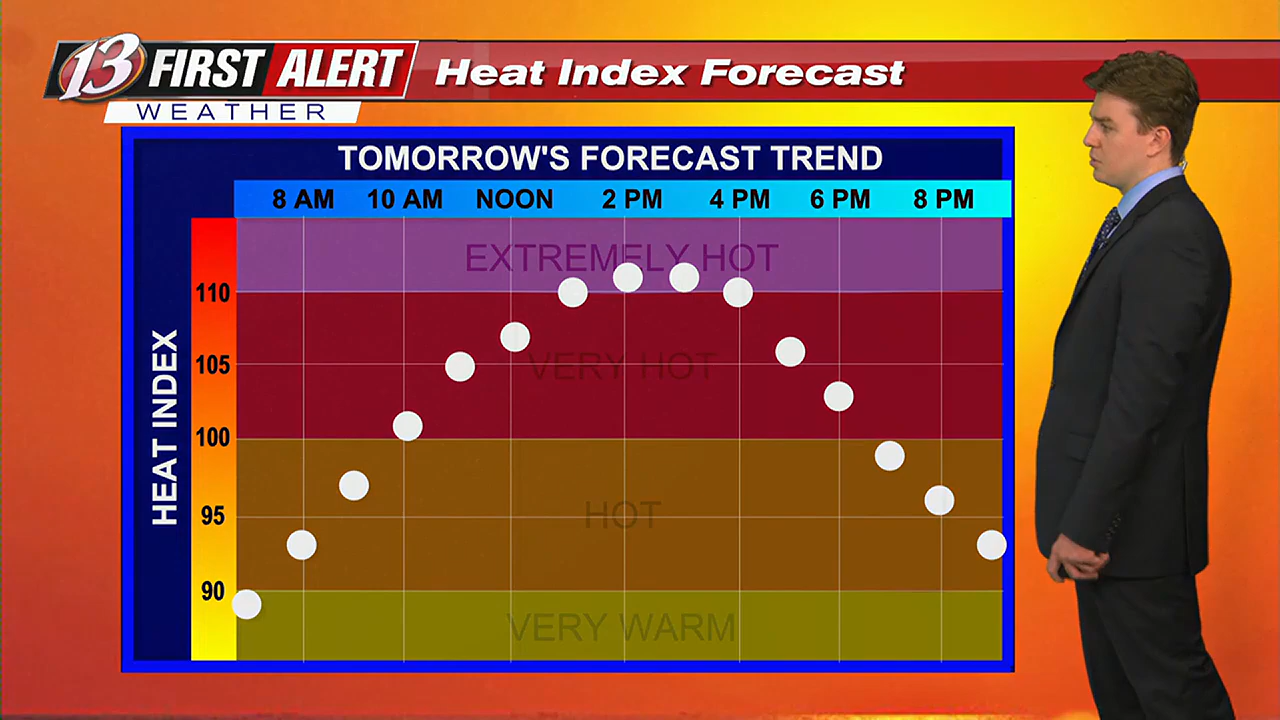 13 FIRST ALERT
WEATHER
Heat Index Forecast
TOMORROW'S FORECAST TREND
8 AM 10 AM NOON 2 PM 4 PM 6 PM 8 PM
EXTREMELY HOT
110
VERY HOT
105
100
HEAT INDEX
95
HOT
90
VERY WARM